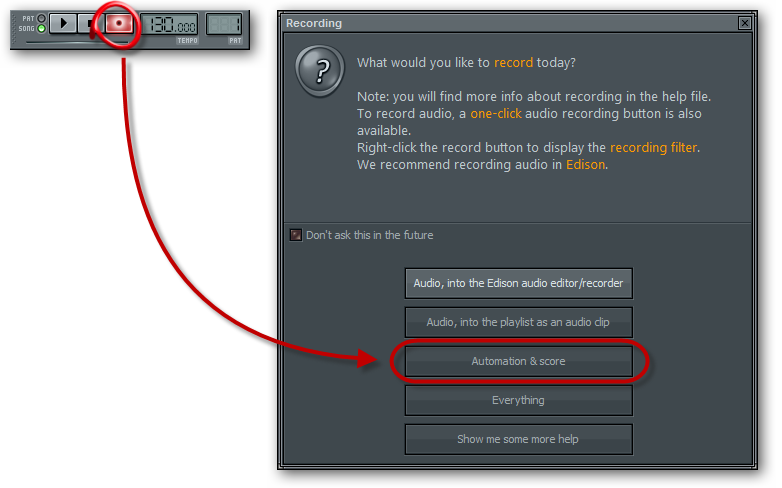 PAT
SONG
130.000
TEMPO
1
PAT
Recording
What would you like to record today?
Note: you will find more info about recording in the help file.
To record audio, a one-click audio recording button is also
available.
Right-click the record button to display the recording filter.
We recommend recording audio in Edison.
Don't ask this in the future
Audio, into the Edison audio editor/recorder
Audio, into the playlist as an audio clip
Automation & score
Everything
Show me some more help